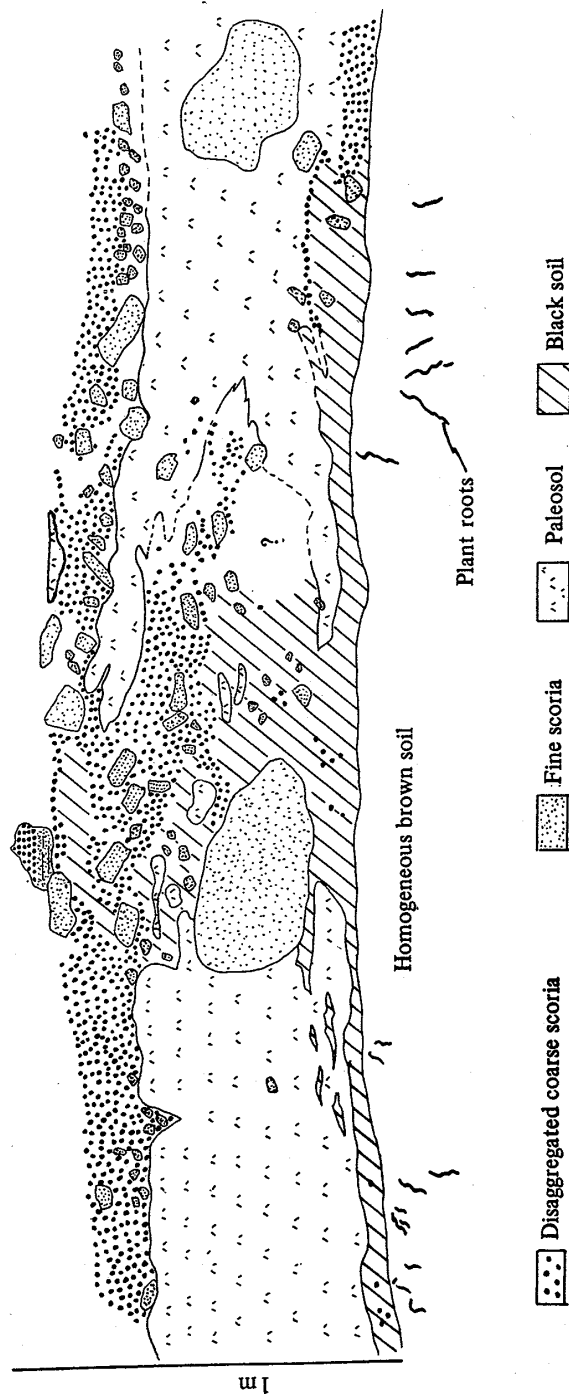 1 m
?
Homogeneous brown soil
Plant roots
Disaggregated coarse scoria
Fine scoria
Paleosol
Black soil